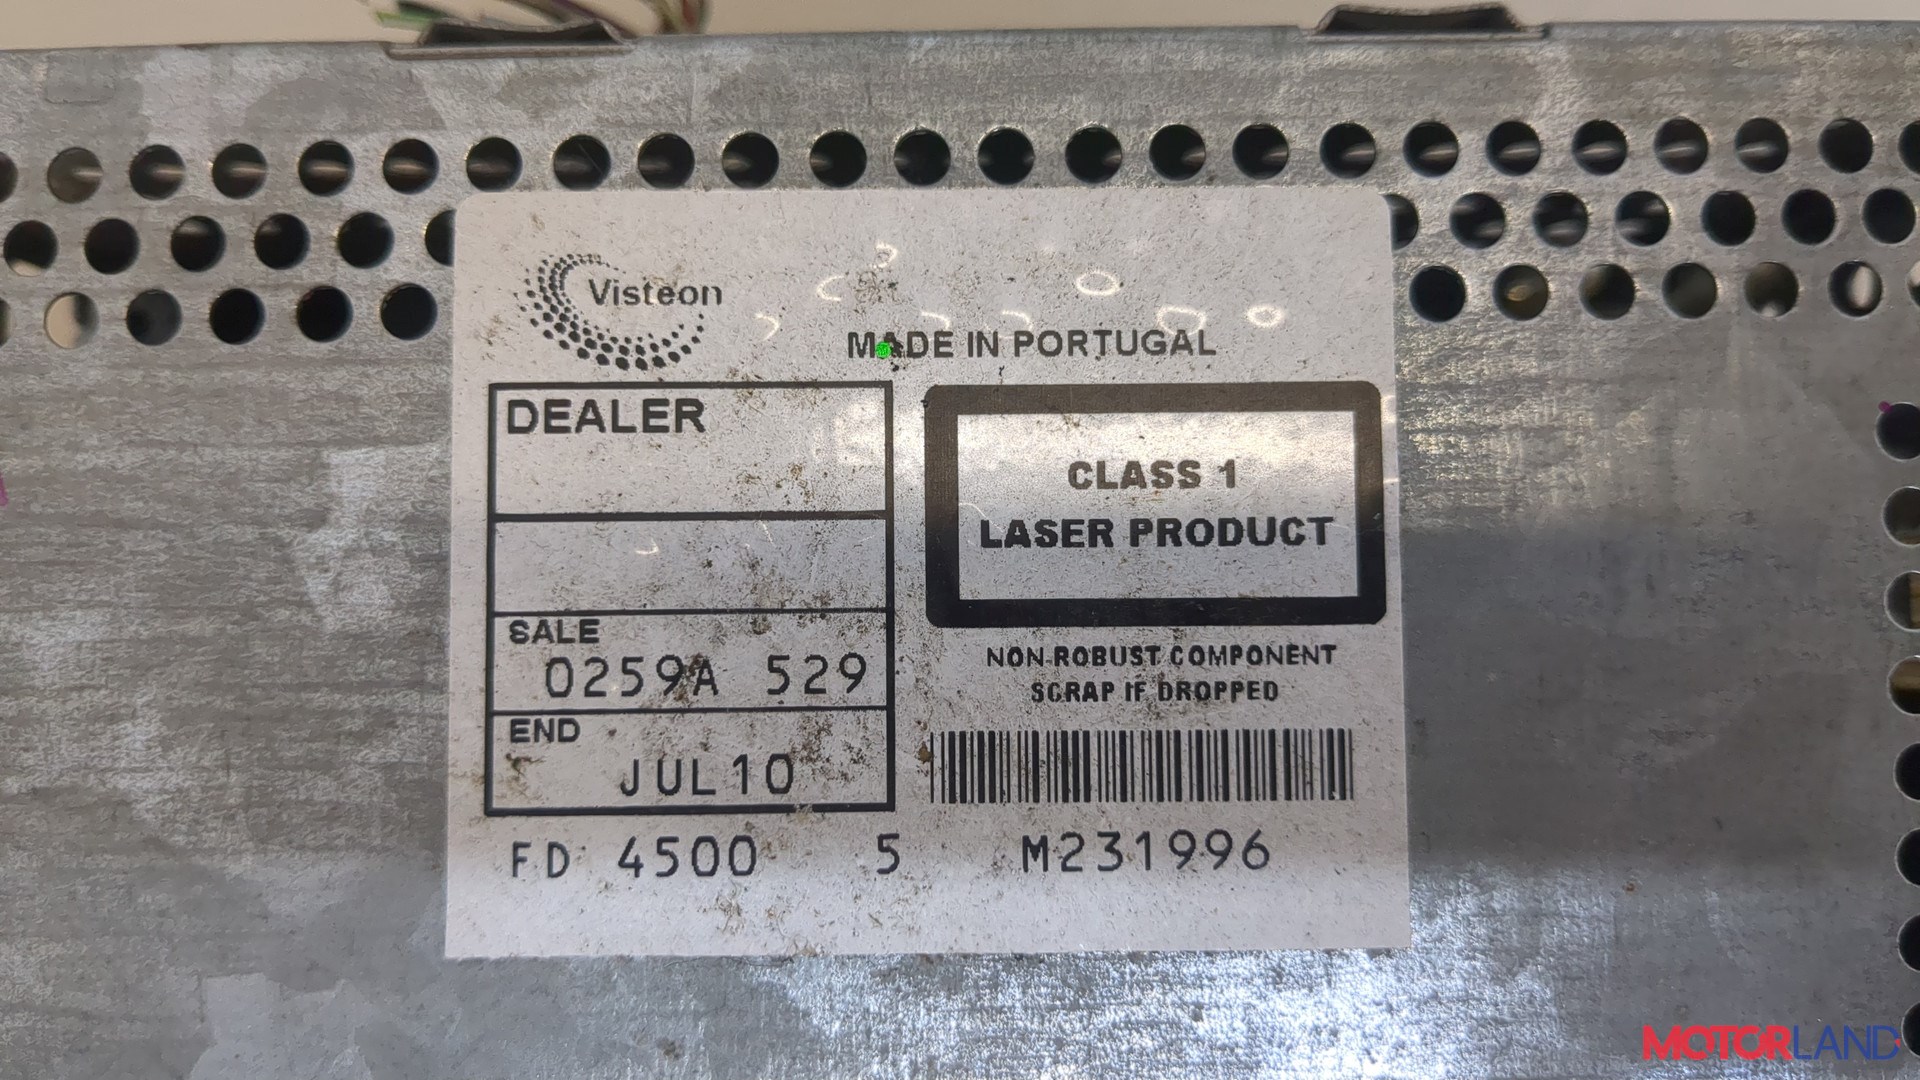 Visteon
MADE IN PORTUGAL
DEALER
CLASS 1
LASER PRODUCT
SALE
0259A 529
NON-ROBUST COMPONENT
SCRAP IF DROPPED
END
JUL10
FD 4500 5 M231996
MOTORLAND